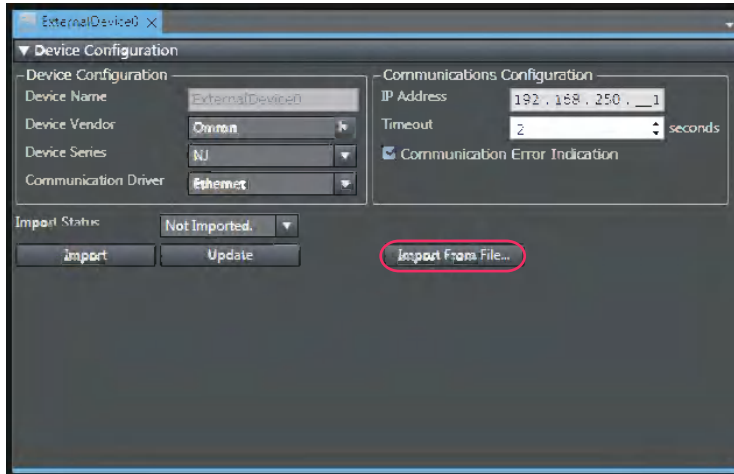 ExternalDevice0
Device Configuration
Device Configuration
Device Name ExternalDevice0
Device Vendor Omron
Device Series NJ
Communication Driver Ethernet
Communications Configuration
IP Address 192 . 168 . 250 . __1
Timeout 2 seconds
Communication Error Indication
Import Status Not Imported.
Import Update Import From File...